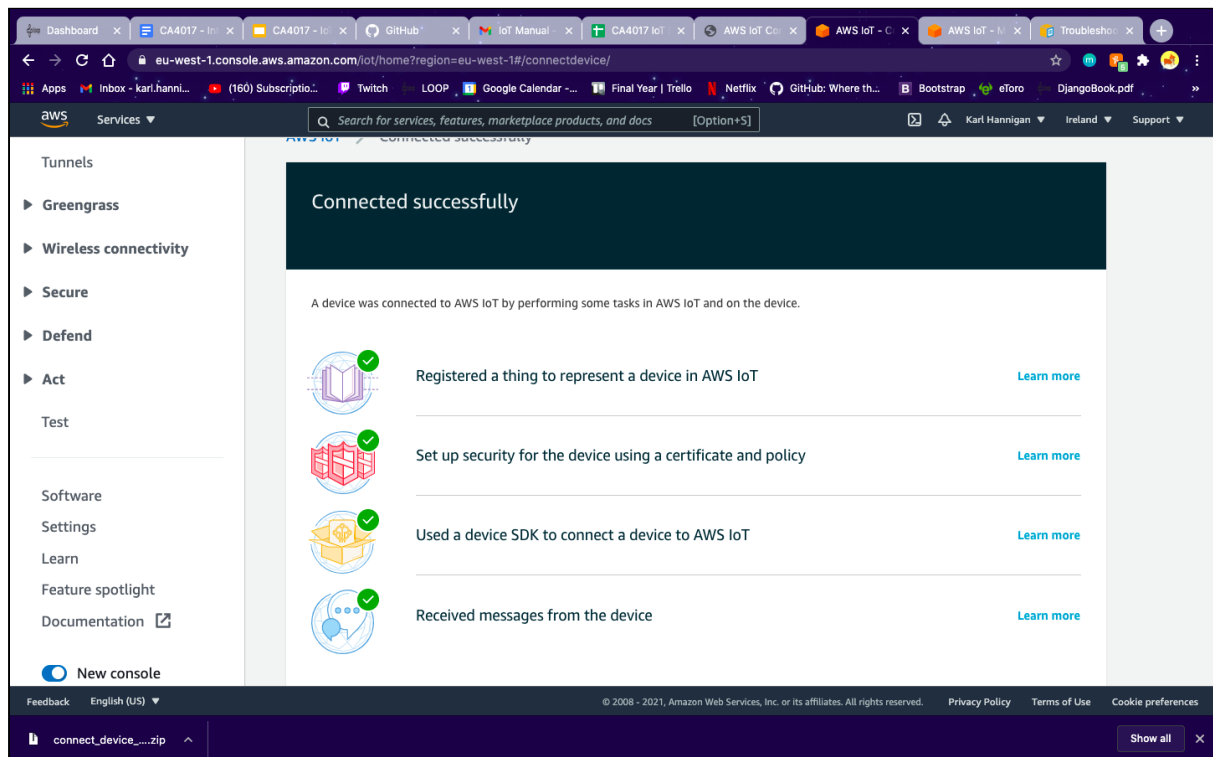 Dashboard CA4017 - In CA4017 - Io GitHub IoT Manual - CA4017 IoT AWS IoT Cor AWS IoT - C AWS IoT - M Troubleshoo
eu-west-1.console.aws.amazon.com/iot/home?region=eu-west-1#/connectdevice/
Apps Inbox - karl.hanni... (160) Subscriptio... Twitch LOOP Google Calendar -... Final Year | Trello Netflix GitHub: Where th... Bootstrap eToro DjangoBook.pdf »
aws Services Search for services, features, marketplace products, and docs [Option+S] Karl Hannigan Ireland Support
AWS IoT Connected successfully
Tunnels
Greengrass
Wireless connectivity
Secure
Defend
Act
Test
Software
Settings
Learn
Feature spotlight
Documentation
New console
Connected successfully
A device was connected to AWS IoT by performing some tasks in AWS IoT and on the device.
Registered a thing to represent a device in AWS IoT Learn more
Set up security for the device using a certificate and policy Learn more
Used a device SDK to connect a device to AWS IoT Learn more
Received messages from the device Learn more
Feedback English (US) © 2008 - 2021, Amazon Web Services, Inc. or its affiliates. All rights reserved. Privacy Policy Terms of Use Cookie preferences
connect_device_....zip Show all